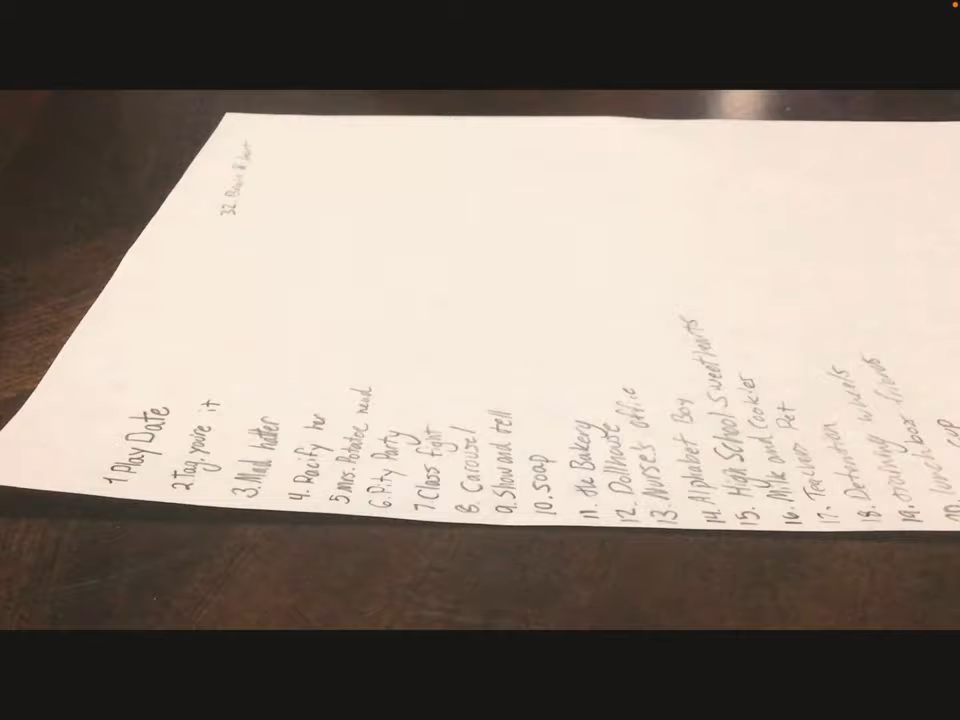 1 Play Date
2. Tag, you're it
3. Mad hatter
4. Pacify her
5 Mrs. Potatoe head
6. Pity Party
7. Class fight
8. Carousel
9. Show and tell
10. Soap
11. the Bakery
12. Dollhouse
13. Nurse's office
14. Alphabet Boy
15. High School Sweethearts
16. Milk and Cookies
17. Teacher Pet
18. Detention
19. training wheels
lunchbox friends
32.